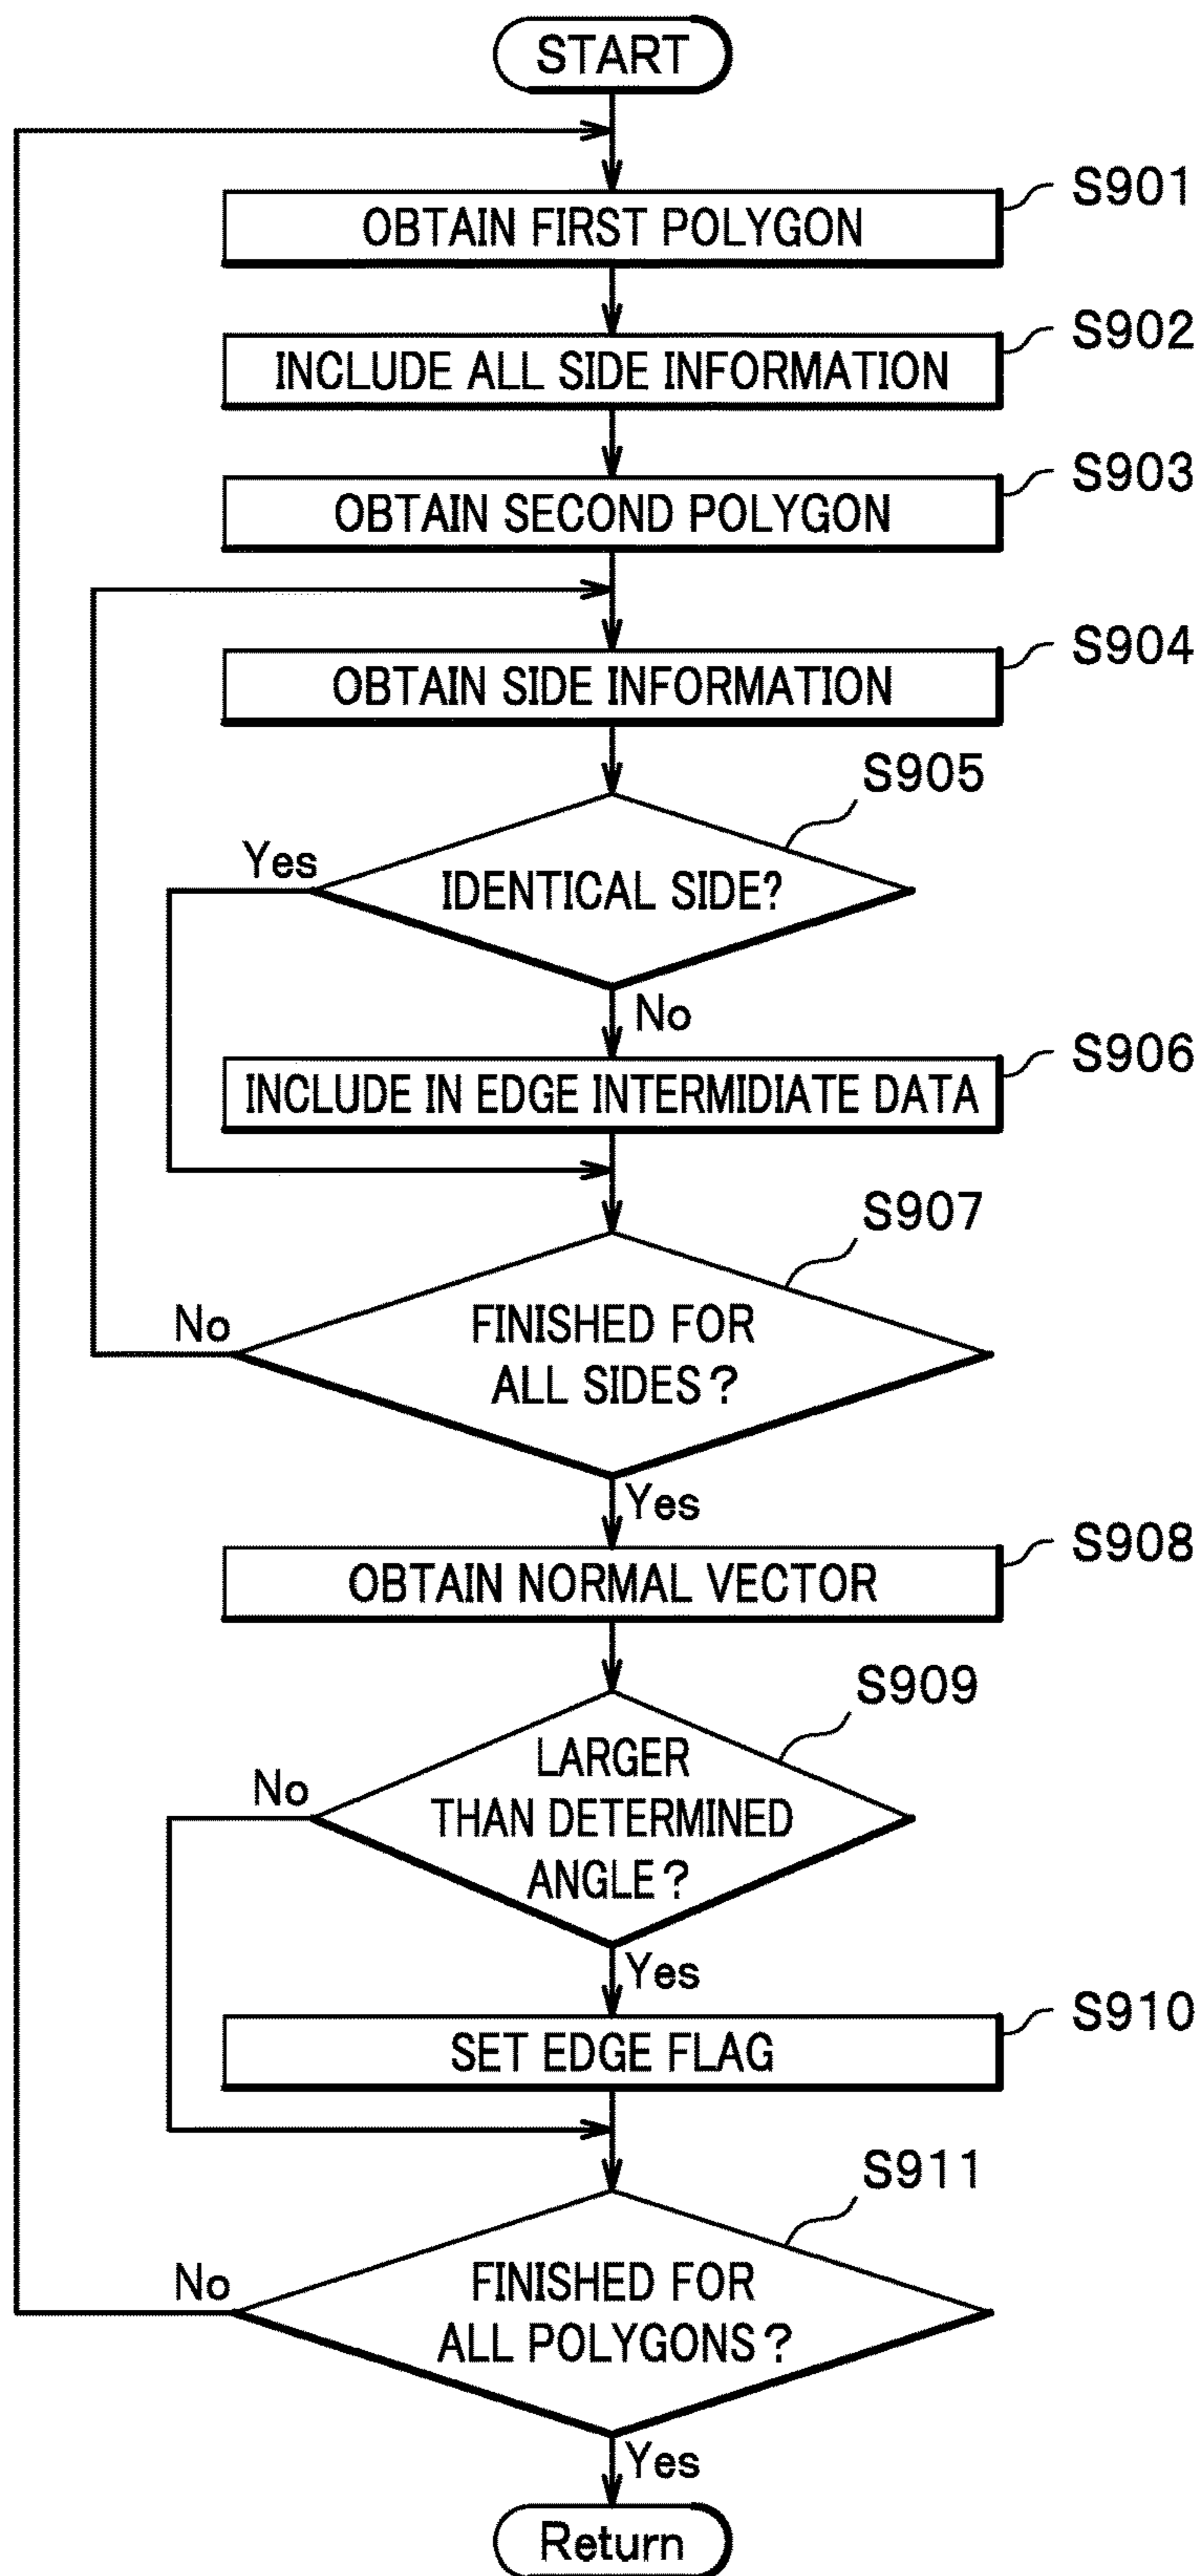 START
S901
OBTAIN FIRST POLYGON
S902
INCLUDE ALL SIDE INFORMATION
S903
OBTAIN SECOND POLYGON
S904
OBTAIN SIDE INFORMATION
S905
Yes
IDENTICAL SIDE?
No
S906
INCLUDE IN EDGE INTERMIDIATE DATA
S907
No
FINISHED FOR
ALL SIDES?
Yes
S908
OBTAIN NORMAL VECTOR
S909
No
LARGER
THAN DETERMINED
ANGLE?
Yes
S910
SET EDGE FLAG
S911
No
FINISHED FOR
ALL POLYGONS?
Yes
Return